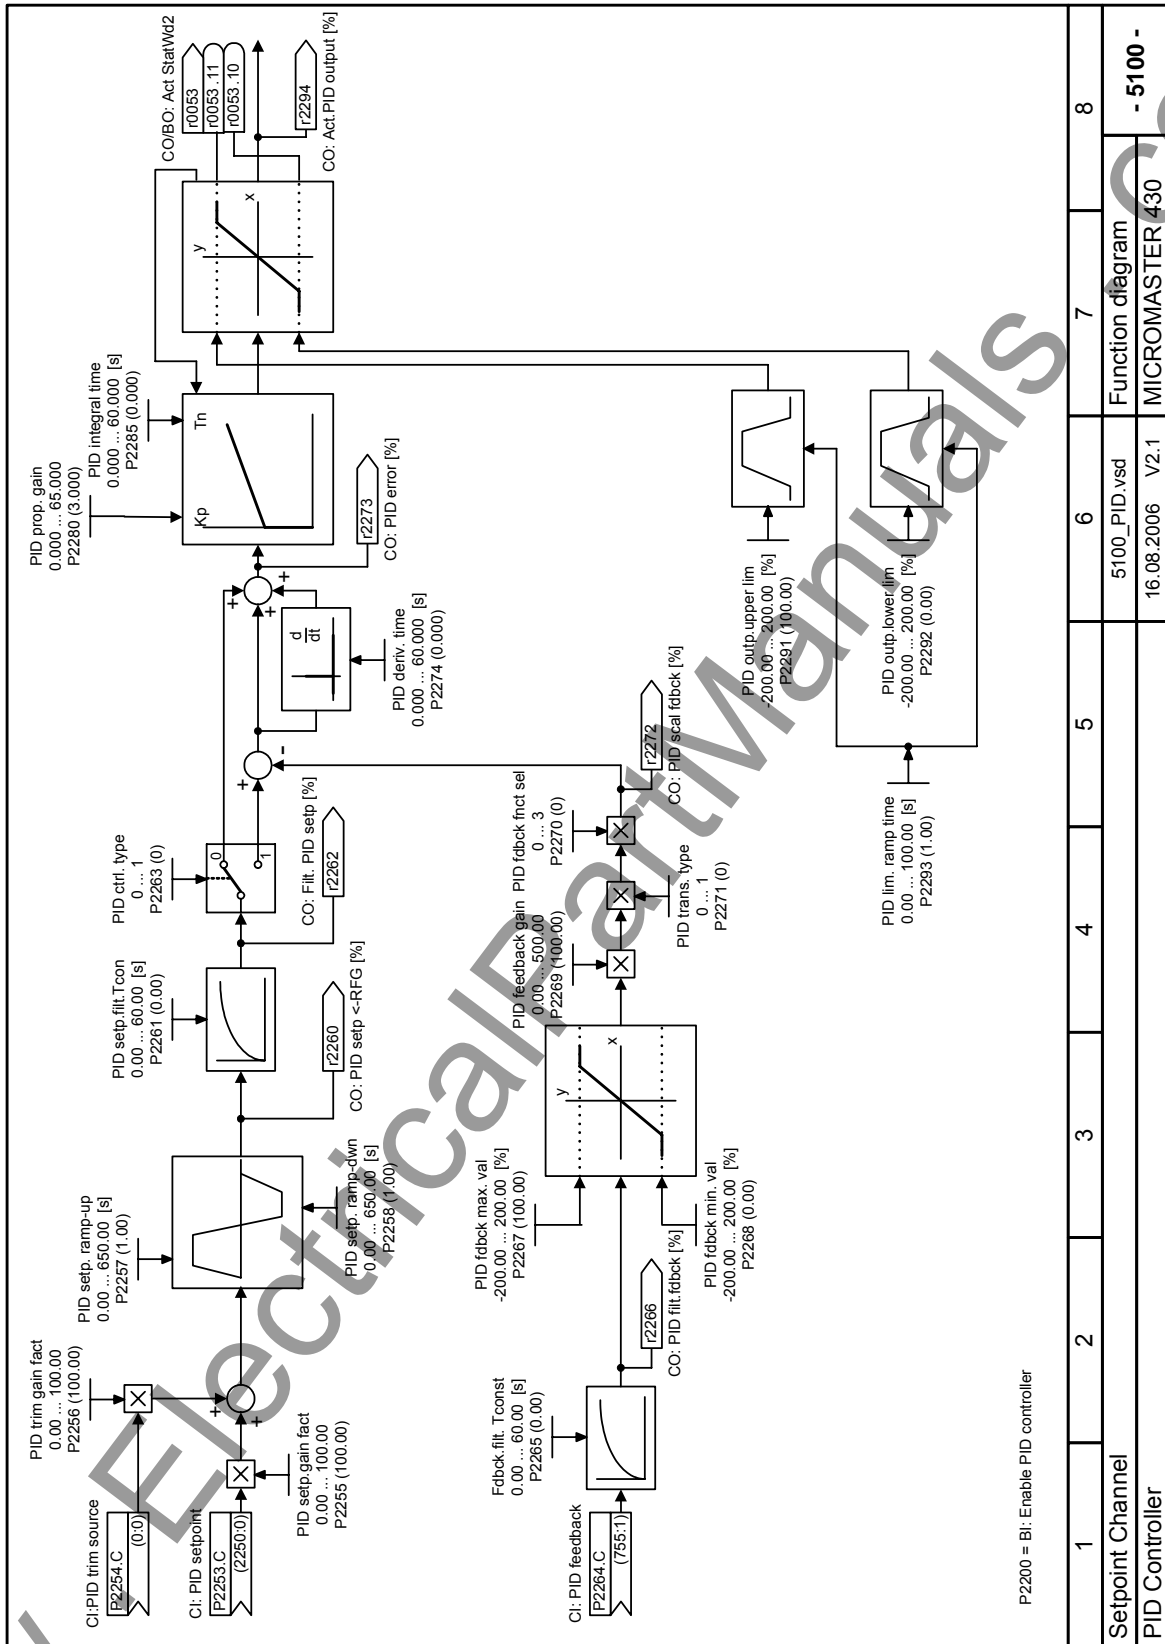 CI:PID trim source
P2254.C
(0:0)
PID trim gain fact
0.00 ... 100.00
P2256 (100.00)
CI: PID setpoint
P2253.C
(2250:0)
PID setp.gain fact
0.00 ... 100.00
P2255 (100.00)
PID setp. ramp-up
0.00 ... 650.00 [s]
P2257 (1.00)
PID setp. ramp-dwn
0.00 ... 650.00 [s]
P2258 (1.00)
r2260
CO: PID setp <-RFG [%]
PID setp.filt.Tcon
0.00 ... 60.00 [s]
P2261 (0.00)
CO: Filt. PID setp [%]
r2262
PID ctrl. type
0 ... 1
P2263 (0)
0
1
+
+
+
-
d
dt
PID deriv. time
0.000 ... 60.000 [s]
P2274 (0.000)
+
+
+
r2273
CO: PID error [%]
PID prop. gain
0.000 ... 65.000
P2280 (3.000)
PID integral time
0.000 ... 60.000 [s]
P2285 (0.000)
Kp
Tn
y
x
CO/BO: Act StatWd2
r0053
r0053.11
r0053.10
r2294
CO: Act.PID output [%]
CI: PID feedback
P2264.C
(755:1)
Fdbck.filt. Tconst
0.00 ... 60.00 [s]
P2265 (0.00)
r2266
CO: PID filt.fdbck [%]
PID fdbck max. val
-200.00 ... 200.00 [%]
P2267 (100.00)
PID fdbck min. val
-200.00 ... 200.00 [%]
P2268 (0.00)
y
x
PID feedback gain
0.00 ... 500.00
P2269 (100.00)
PID trans. type
0 ... 1
P2271 (0)
PID fdbck fnct sel
0 ... 3
P2270 (0)
r2272
CO: PID scal fdbck [%]
PID outp.upper lim
-200.00 ... 200.00 [%]
P2291 (100.00)
PID outp.lower lim
-200.00 ... 200.00 [%]
P2292 (0.00)
PID lim. ramp time
0.00 ... 100.00 [s]
P2293 (1.00)
P2200 = BI: Enable PID controller
1 2 3 4 5 6 7 8
Setpoint Channel
5100_PID.vsd
Function diagram
- 5100 -
PID Controller
16.08.2006 V2.1
MICROMASTER 430
ElectricalPartManuals . c